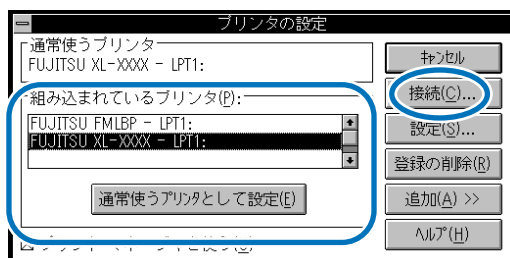 プリンタの設定
通常使うプリンタ
FUJITSU XL-XXXX - LPT1:
組み込まれているプリンタ(P):
FUJITSU FMLBP - LPT1:
FUJITSU XL-XXXX - LPT1:
通常使うプリンタとして設定(E)
キャンセル
接続(C)...
設定(S)...
登録の削除(R)
追加(A) >>
ヘルプ(H)